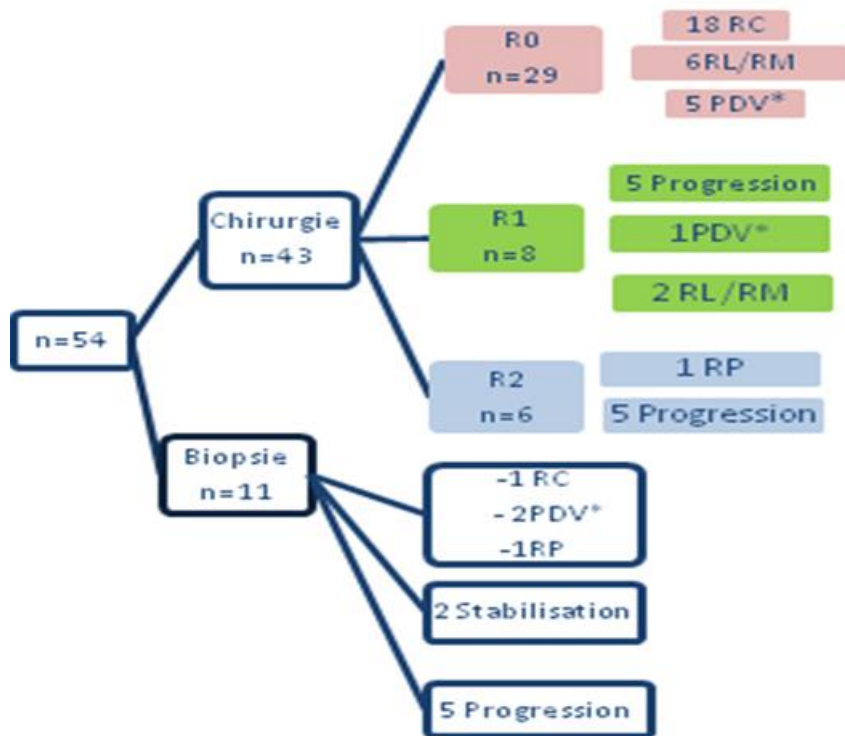 n=54
Chirurgie
n=43
R0
n=29
18 RC
6RL/RM
5 PDV*
R1
n=8
5 Progression
1PDV*
2 RL/RM
R2
n=6
1 RP
5 Progression
Biopsie
n=11
-1 RC
- 2PDV*
-1RP
2 Stabilisation
5 Progression